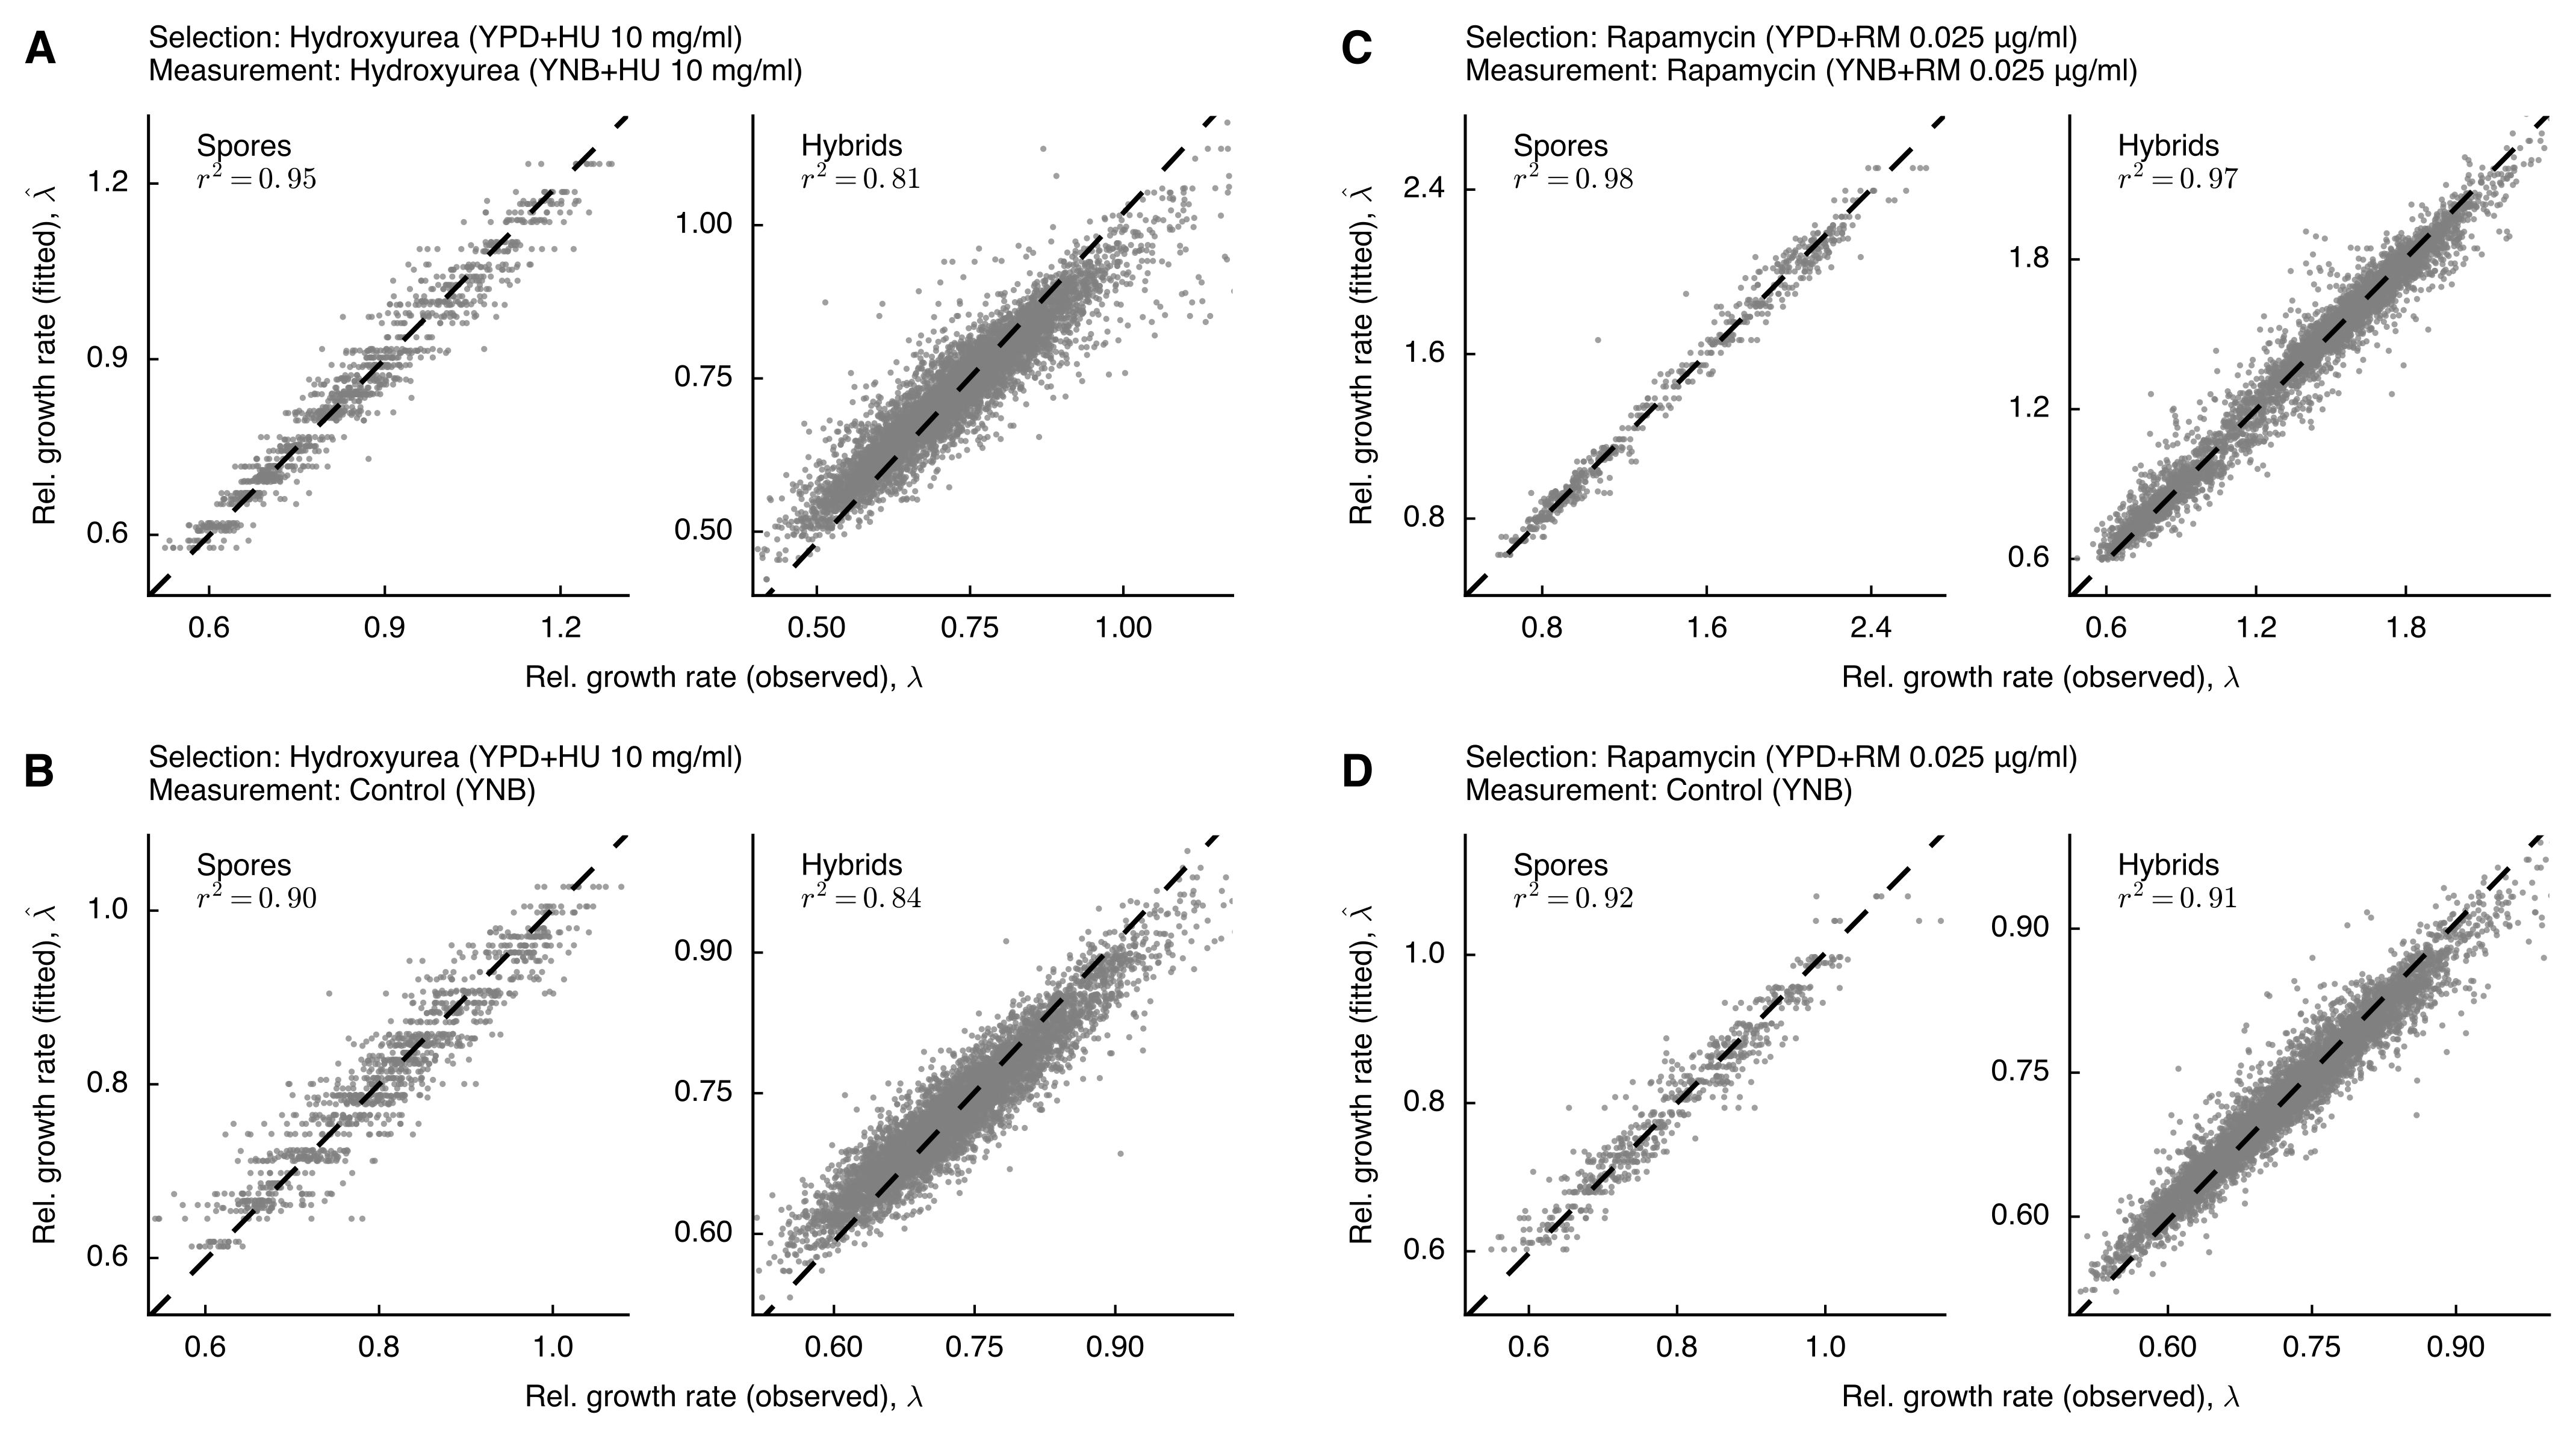 A
Selection: Hydroxyurea (YPD+HU 10 mg/ml)
Measurement: Hydroxyurea (YNB+HU 10 mg/ml)
Rel. growth rate (fitted), λ̂
Spores
r² = 0.95
1.2
0.9
0.6
0.6 0.9 1.2
Hybrids
r² = 0.81
1.00
0.75
0.50
0.50 0.75 1.00
Rel. growth rate (observed), λ
B
Selection: Hydroxyurea (YPD+HU 10 mg/ml)
Measurement: Control (YNB)
Rel. growth rate (fitted), λ̂
Spores
r² = 0.90
1.0
0.8
0.6
0.6 0.8 1.0
Hybrids
r² = 0.84
0.90
0.75
0.60
0.60 0.75 0.90
Rel. growth rate (observed), λ
C
Selection: Rapamycin (YPD+RM 0.025 μg/ml)
Measurement: Rapamycin (YNB+RM 0.025 μg/ml)
Rel. growth rate (fitted), λ̂
Spores
r² = 0.98
2.4
1.6
0.8
0.8 1.6 2.4
Hybrids
r² = 0.97
1.8
1.2
0.6
0.6 1.2 1.8
Rel. growth rate (observed), λ
D
Selection: Rapamycin (YPD+RM 0.025 μg/ml)
Measurement: Control (YNB)
Rel. growth rate (fitted), λ̂
Spores
r² = 0.92
1.0
0.8
0.6
0.6 0.8 1.0
Hybrids
r² = 0.91
0.90
0.75
0.60
0.60 0.75 0.90
Rel. growth rate (observed), λ